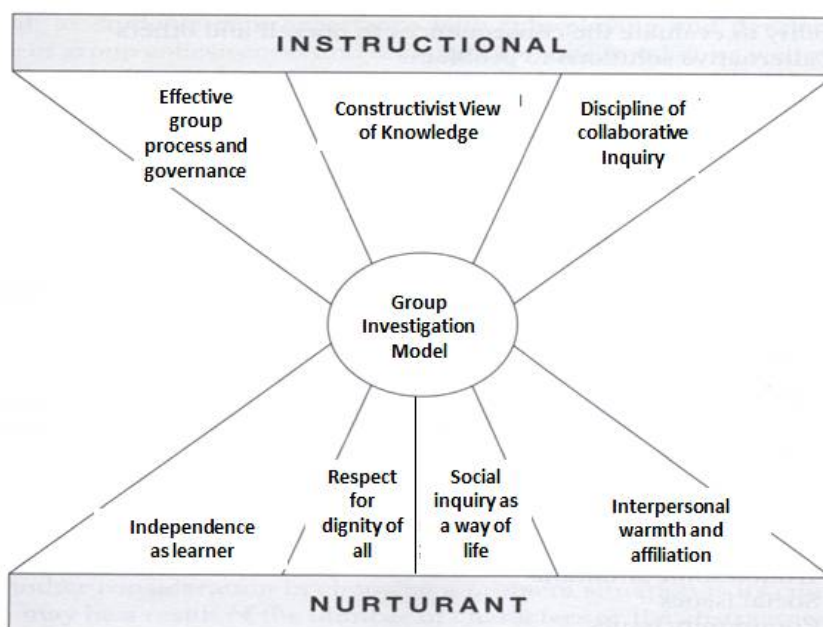 INSTRUCTIONAL
Effective
group
process and
governance
Constructivist View
of Knowledge
Discipline of
collaborative
Inquiry
Group
Investigation
Model
Independence
as learner
Respect
for
dignity of
all
Social
inquiry as
a way of
life
Interpersonal
warmth and
affiliation
NURTURANT